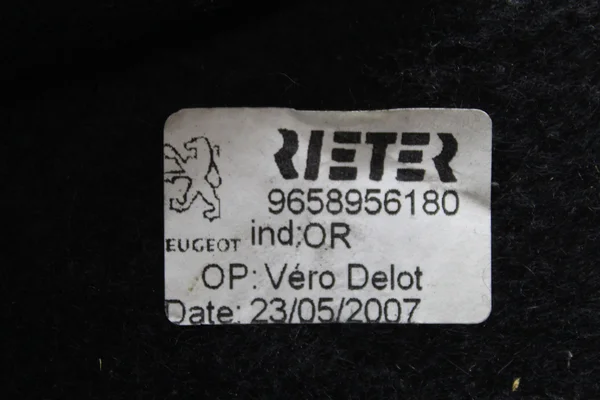 RIETER
9658956180
EUGEOT ind:OR
OP: Véro Delot
Date: 23/05/2007